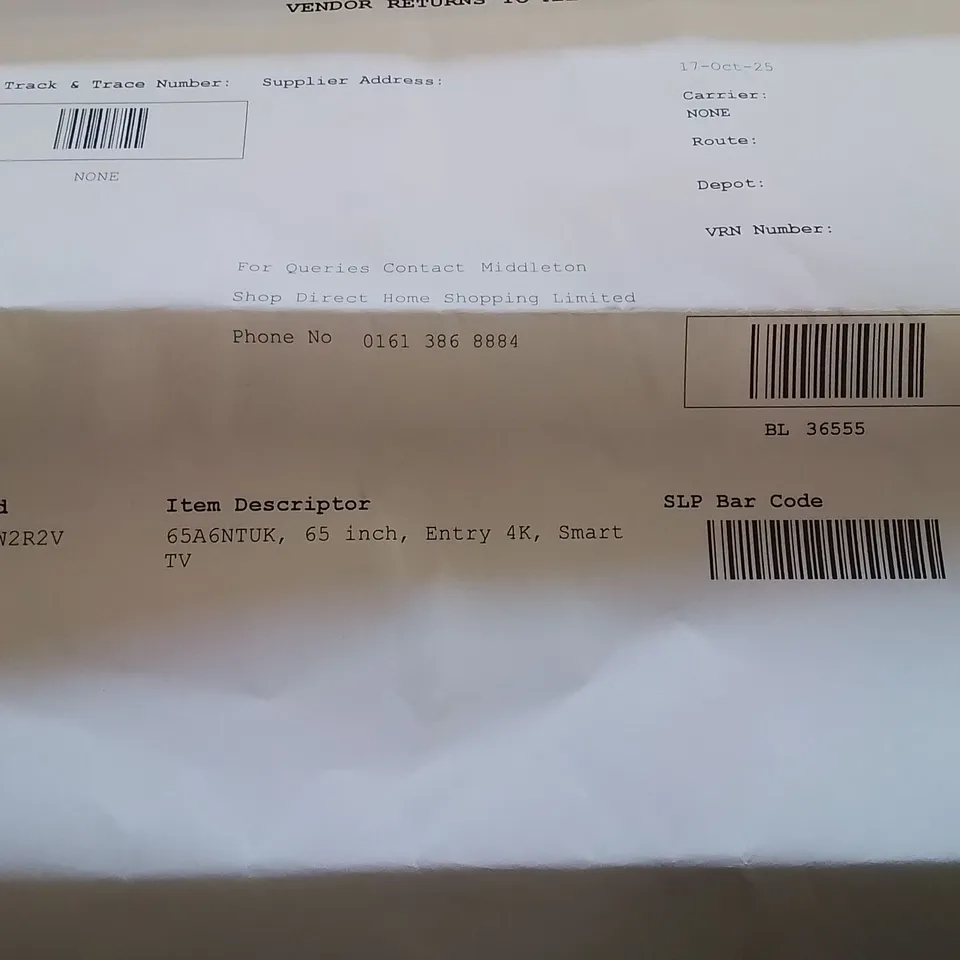 VENDOR RETURNS TO
Track & Trace Number:
Supplier Address:
17-Oct-25
Carrier:
NONE
Route:
NONE
Depot:
VRN Number:
For Queries Contact Middleton
Shop Direct Home Shopping Limited
Phone No 0161 386 8884
BL 36555
Item Descriptor
SLP Bar Code
W2R2V
65A6NTUK, 65 inch, Entry 4K, Smart
TV